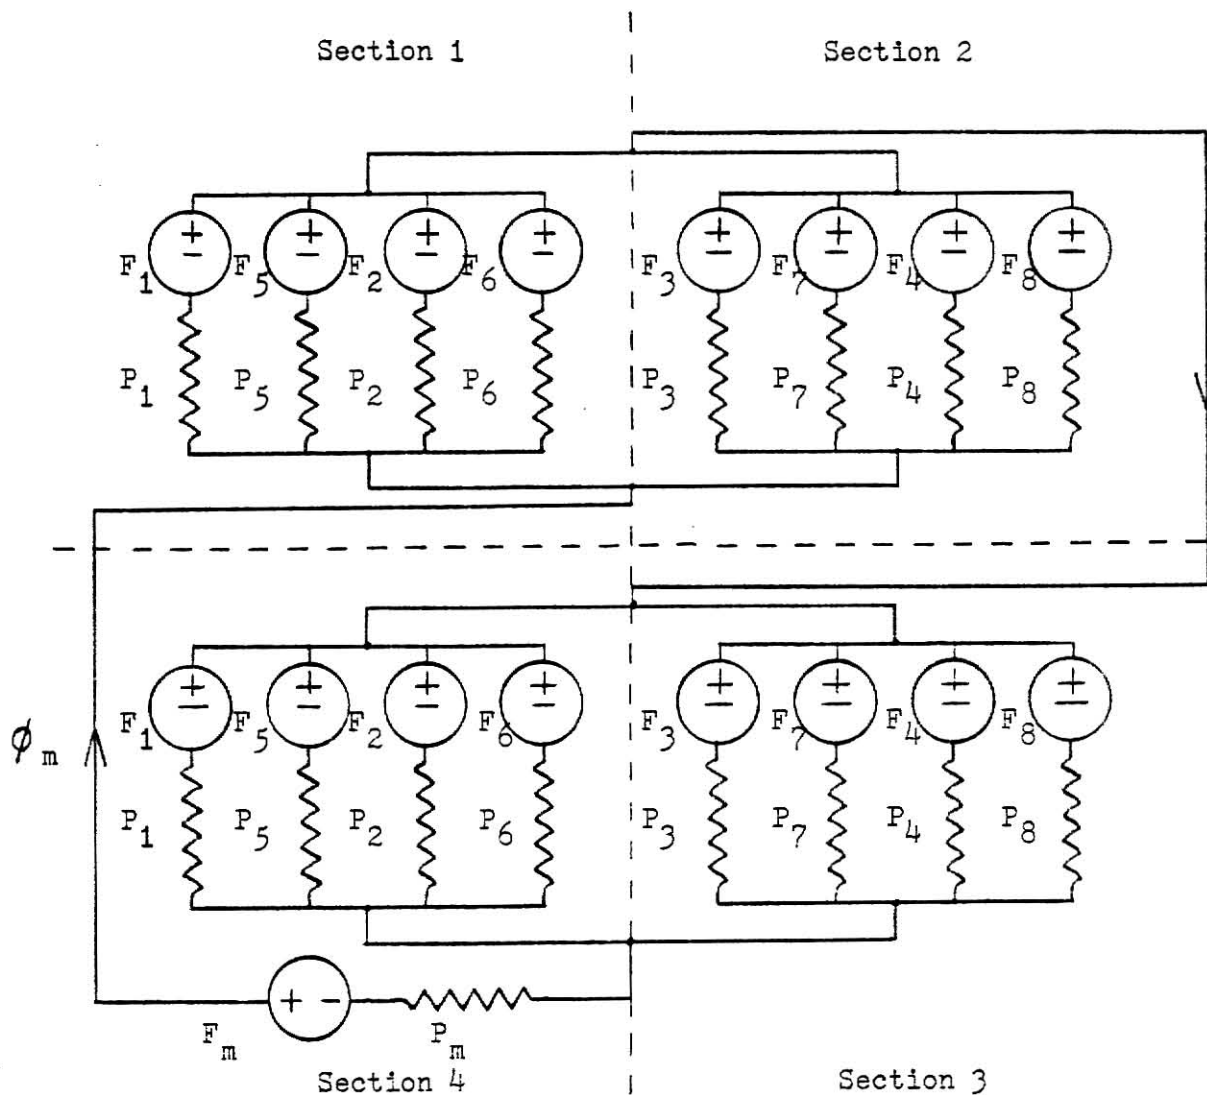 Section 1 Section 2
+ + + + + + + +
− − − − − − − −
F1 F5 F2 F6 F3 F7 F4 F8
P1 P5 P2 P6 P3 P7 P4 P8
+ + + + + + + +
− − − − − − − −
F1 F5 F2 F6 F3 F7 F4 F8
ϕm
P1 P5 P2 P6 P3 P7 P4 P8
+ −
Fm Pm
Section 4 Section 3